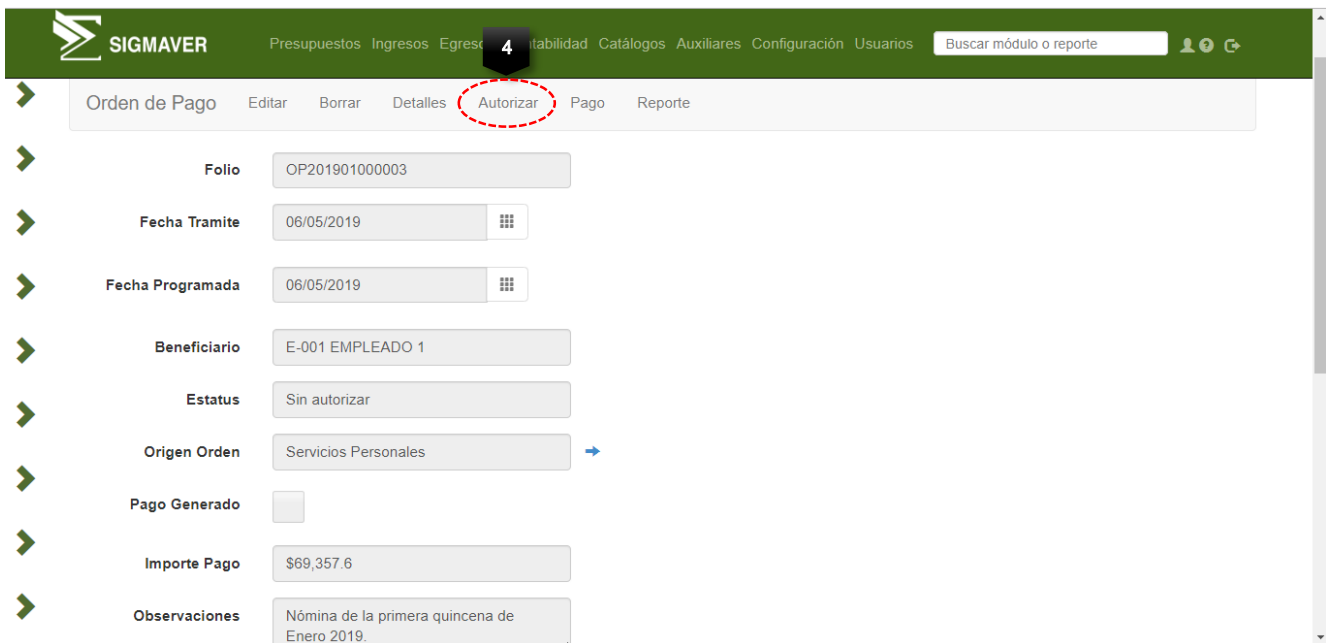 SIGMAVER
Presupuestos Ingresos Catálogos Auxiliares Configuración Usuarios Buscar módulo o reporte
4
Orden de Pago Editar Borrar Detalles Autorizar Pago Reporte
Folio OP201901000003
Fecha Tramite 06/05/2019
Fecha Programada 06/05/2019
Beneficiario E-001 EMPLEADO 1
Estatus Sin autorizar
Origen Orden Servicios Personales
Pago Generado
Importe Pago $69,357.6
Observaciones Nómina de la primera quincena de
Enero 2019.